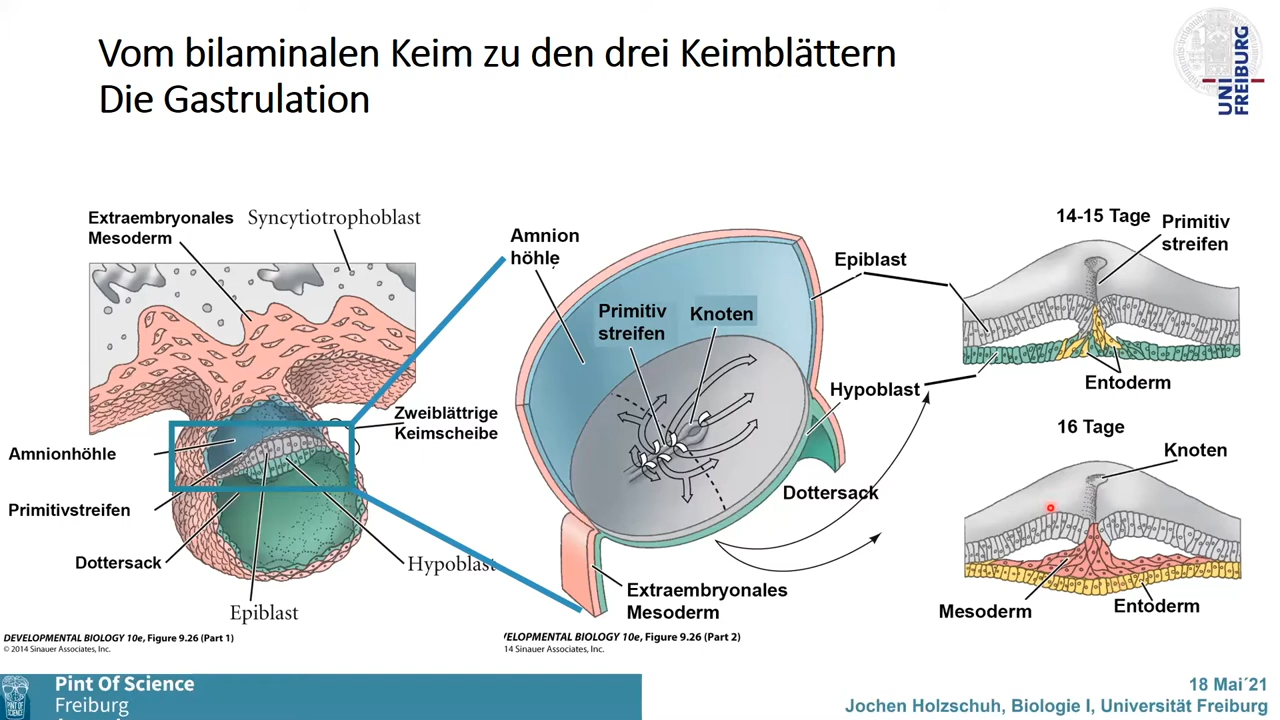 Vom bilaminalen Keim zu den drei Keimblättern
Die Gastrulation
UNI
FREIBURG
Extraembryonales
Mesoderm
Syncytiotrophoblast
Zweiblättrige
Keimscheibe
Amnionhöhle
Primitivstreifen
Dottersack
Hypoblast
Epiblast
DEVELOPMENTAL BIOLOGY 10e, Figure 9.26 (Part 1)
© 2014 Sinauer Associates, Inc.
Amnion
höhle
Primitiv
streifen
Knoten
Epiblast
Hypoblast
Dottersack
Extraembryonales
Mesoderm
ELOPMENTAL BIOLOGY 10e, Figure 9.26 (Part 2)
14 Sinauer Associates, Inc.
14-15 Tage
Primitiv
streifen
Entoderm
16 Tage
Knoten
Mesoderm
Entoderm
Pint Of Science
Freiburg
18 Mai´21
Jochen Holzschuh, Biologie I, Universität Freiburg